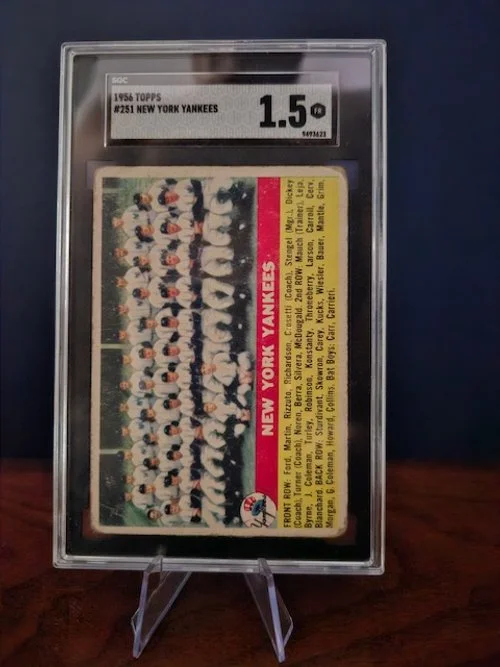 SGC
1956 TOPPS
#251 NEW YORK YANKEES
1.5
FR
9493623
NEW YORK YANKEES
FRONT ROW: Ford, Martin, Rizzuto, Richardson, Crosetti (Coach), Stengel (Mgr.), Dickey
(Coach), Turner (Coach), Noren, Berra, Silvera, McDougald. 2nd ROW: Mauch (Trainer), Leja,
Byrne, J. Coleman, Turley, Robinson, Konstanty, Throneberry, Larson, Carroll, Cerv,
Blanchard. BACK ROW: Sturdivant, Skowron, Carey, Kucks, Wiesler, Bauer, Mantle, Grim,
Morgan, G. Coleman, Howard, Collins. Bat Boys: Carr, Carrieri.